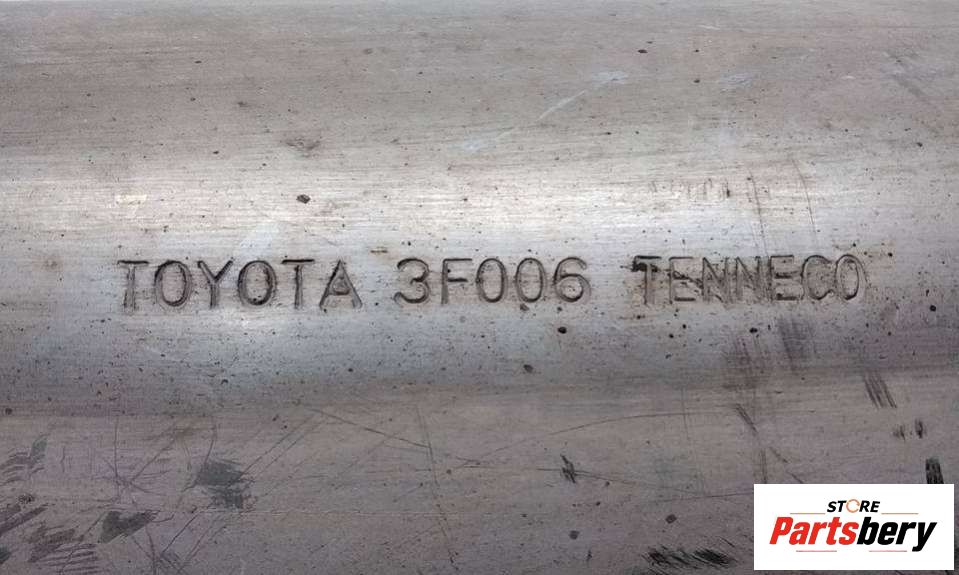 TOYOTA 3F006 TENNECO
STORE
Partsbery